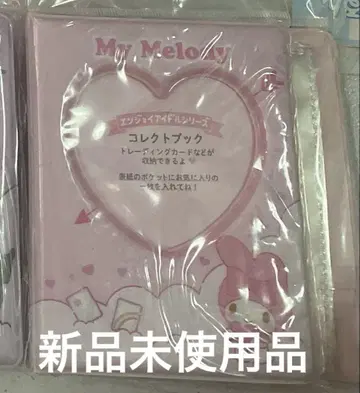 My Melody
エンジョイアイドルシリーズ
コレクトブック
トレーディングカードなどが
収納できるよ♡
表紙のポケットにお気に入りの
一枚を入れてね!
新品未使用品